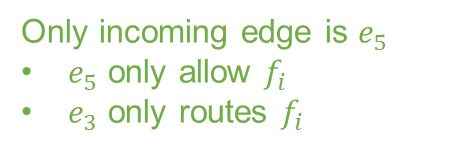 Only incoming edge is e₅
• e₅ only allow fᵢ
• e₃ only routes fᵢ